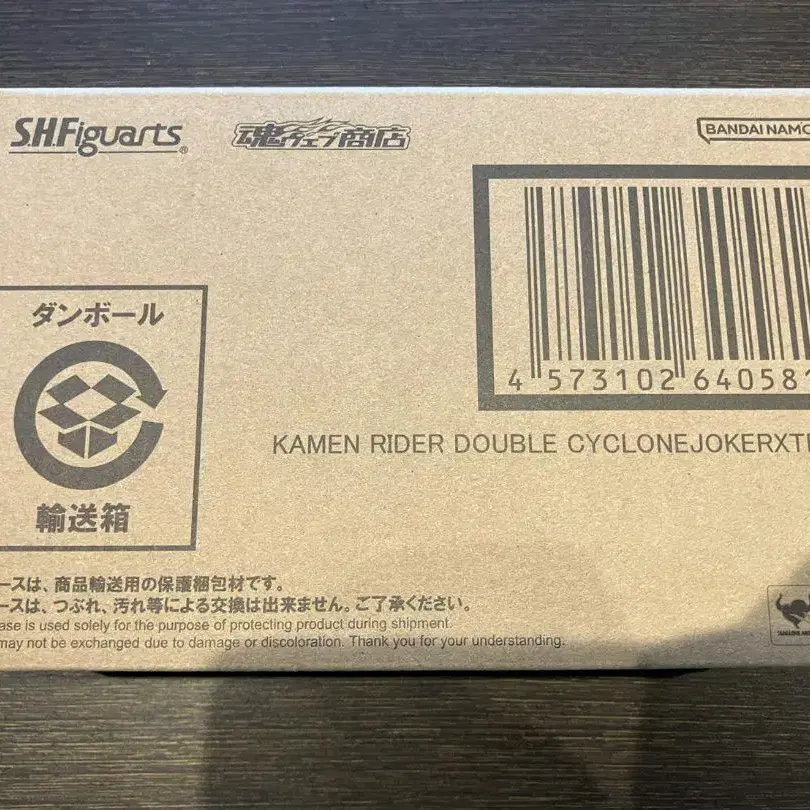 S.H.Figuarts®
魂ウェブ商店
BANDAI NAMCO
4 573102 640581
ダンボール
KAMEN RIDER DOUBLE CYCLONEJOKERXT
輸送箱
ースは、商品輸送用の保護梱包材です。
ースは、つぶれ、汚れ等による交換は出来ません。ご了承ください。
ase is used solely for the purpose of protecting product during shipment.
may not be exchanged due to damage or discoloration. Thank you for your understanding.